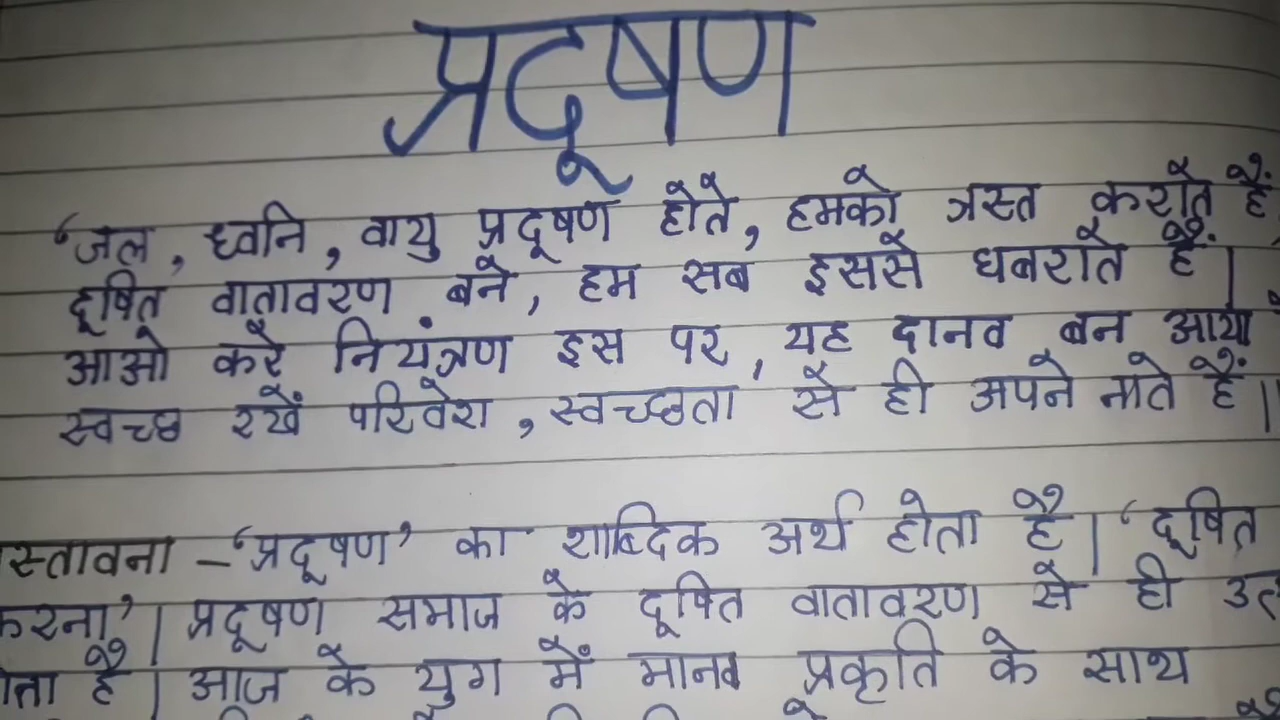 प्रदूषण
‘जल, ध्वनि, वायु प्रदूषण होते, हमको त्रस्त कराते हैं,
दूषित वातावरण बने, हम सब इससे घबराते हैं।
आओ करें नियंत्रण इस पर, यह दानव बन आया
स्वच्छ रखें परिवेश, स्वच्छता से ही अपने नाते हैं॥
स्तावना – ‘प्रदूषण’ का शाब्दिक अर्थ होता है। ‘दूषित
करना’। प्रदूषण समाज के दूषित वातावरण से ही
है। आज के युग में मानव प्रकृति के साथ